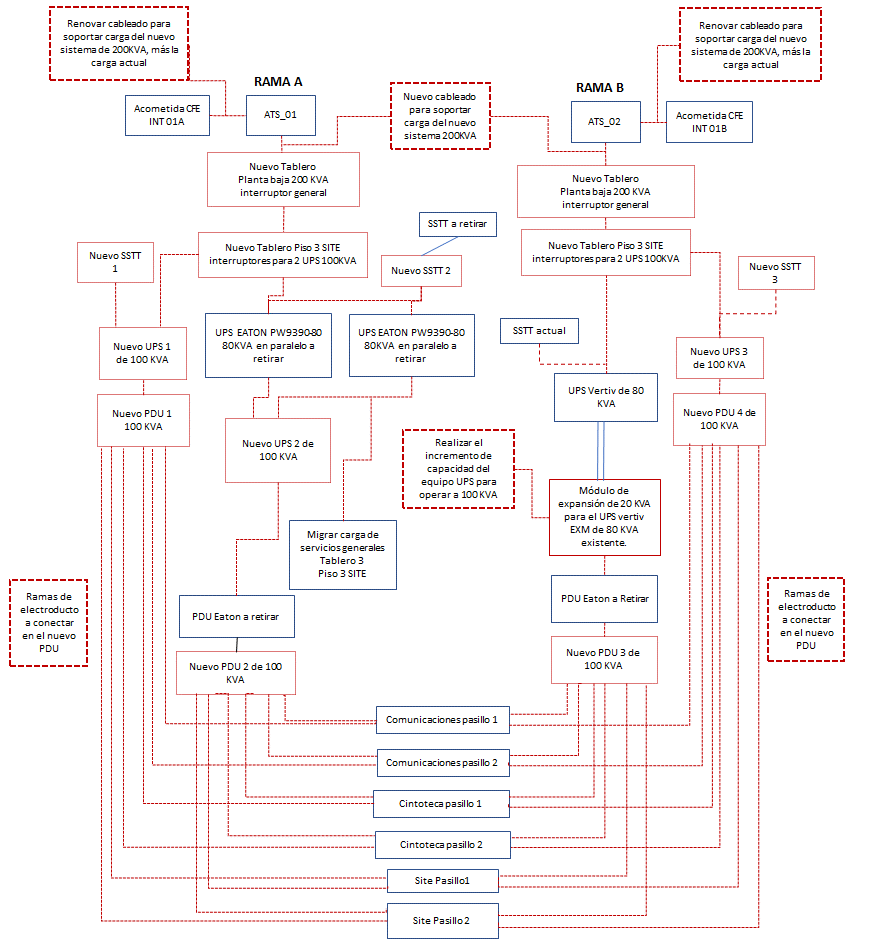 Renovar cableado para
soportar carga del nuevo
sistema de 200KVA, más la
carga actual
Renovar cableado para
soportar carga del nuevo
sistema de 200KVA, más la
carga actual
RAMA A
RAMA B
Nuevo cableado
para soportar
carga del nuevo
sistema 200KVA
Acometida CFE
INT 01A
ATS_01
ATS_02
Acometida CFE
INT 01B
Nuevo Tablero
Planta baja 200 KVA
interruptor general
Nuevo Tablero
Planta baja 200 KVA
interruptor general
SSTT a retirar
Nuevo SSTT
1
Nuevo Tablero Piso 3 SITE
interruptores para 2 UPS 100KVA
Nuevo SSTT 2
Nuevo Tablero Piso 3 SITE
interruptores para 2 UPS 100KVA
Nuevo SSTT
3
Nuevo UPS 1
de 100 KVA
UPS EATON PW9390-80
80KVA en paralelo a
retirar
UPS EATON PW9390-80
80KVA en paralelo a
retirar
SSTT actual
Nuevo UPS 3
de 100 KVA
UPS Vertiv de 80
KVA
Nuevo PDU 1
100 KVA
Nuevo PDU 4 de
100 KVA
Nuevo UPS 2 de
100 KVA
Realizar el
incremento de
capacidad del
equipo UPS para
operar a 100 KVA
Módulo de
expansión de 20 KVA
para el UPS vertiv
EXM de 80 KVA
existente.
Migrar carga de
servicios generales
Tablero 3
Piso 3 SITE
Ramas de
electroducto
a conectar
en el nuevo
PDU
PDU Eaton a retirar
PDU Eaton a Retirar
Ramas de
electroducto
a conectar
en el nuevo
PDU
Nuevo PDU 2 de 100
KVA
Nuevo PDU 3 de
100 KVA
Comunicaciones pasillo 1
Comunicaciones pasillo 2
Cintoteca pasillo 1
Cintoteca pasillo 2
Site Pasillo1
Site Pasillo 2